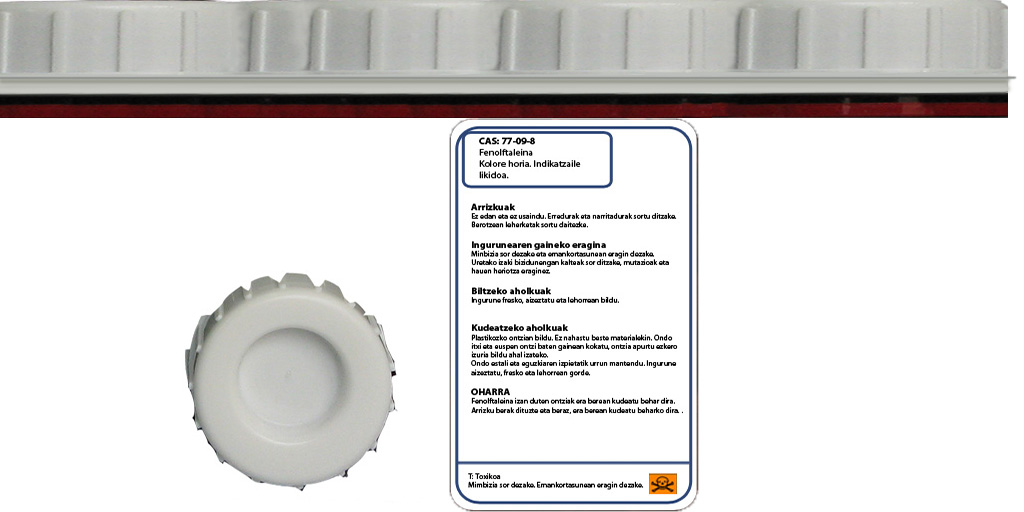 CAS: 77-09-8
Fenolftaleina
Kolore horia. Indikatzaile
likidoa.
Arrizkuak
Ez edan eta ez usaindu. Erredurak eta narritadurak sortu ditzake.
Berotzean leherketak sortu daitezke.
Ingurunearen gaineko eragina
Minbizia sor dezake eta emankortasunean eragin dezake.
Uretako izaki bizidunengan kalteak sor ditzake, mutazioak eta
hauen heriotza eraginez.
Biltzeko aholkuak
Ingurune fresko, aizeztatu eta lehorrean bildu.
Kudeatzeko aholkuak
Plastikozko ontzian bildu. Ez nahastu beste materialekin. Ondo
itxi eta euspen ontzi baten gainean kokatu, ontzia apurtu ezkero
izuria bildu ahal izateko.
Ondo estali eta eguzkiaren izpietatik urrun mantendu. Ingurune
aizeztatu, fresko eta lehorrean gorde.
OHARRA
Fenolftaleina izan duten ontziak era berean kudeatu behar dira.
Arrizku berak dituzte eta beraz, era berean kudeatu beharko dira. .
T: Toxikoa
Mimbizia sor dezake. Emankortasunean eragin dezake.